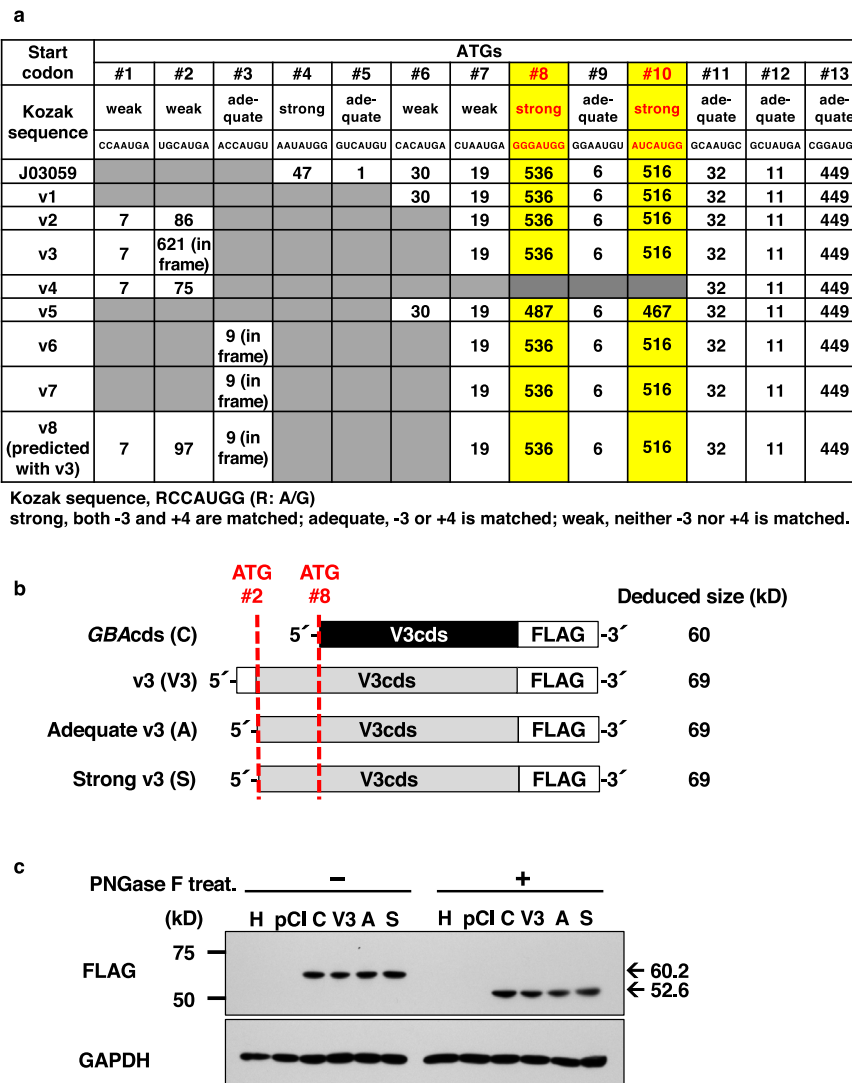 a
Start codon ATGs
#1 #2 #3 #4 #5 #6 #7 #8 #9 #10 #11 #12 #13
Kozak sequence weak weak ade-quate strong ade-quate weak weak strong ade-quate strong ade-quate ade-quate ade-quate
CCAAUGA UGCAUGA ACCAUGU AAUAUGG GUCAUGU CACAUGA CUAAUGA GGGAUGG GGAAUGU AUCAUGG GCAAUGC GCUAUGA CGGAUG
J03059 47 1 30 19 536 6 516 32 11 449
v1 30 19 536 6 516 32 11 449
v2 7 86 19 536 6 516 32 11 449
v3 7 621 (in frame) 19 536 6 516 32 11 449
v4 7 75 32 11 449
v5 30 19 487 6 467 32 11 449
v6 9 (in frame) 19 536 6 516 32 11 449
v7 9 (in frame) 19 536 6 516 32 11 449
v8 (predicted with v3) 7 97 9 (in frame) 19 536 6 516 32 11 449
Kozak sequence, RCCAUGG (R: A/G)
strong, both -3 and +4 are matched; adequate, -3 or +4 is matched; weak, neither -3 nor +4 is matched.
b
ATG #2 ATG #8 Deduced size (kD)
GBAcds (C) 5´ V3cds FLAG -3´ 60
v3 (V3) 5´ V3cds FLAG -3´ 69
Adequate v3 (A) 5´ V3cds FLAG -3´ 69
Strong v3 (S) 5´ V3cds FLAG -3´ 69
c
PNGase F treat. − +
(kD) H pCI C V3 A S H pCI C V3 A S
75
FLAG ← 60.2
← 52.6
50
GAPDH